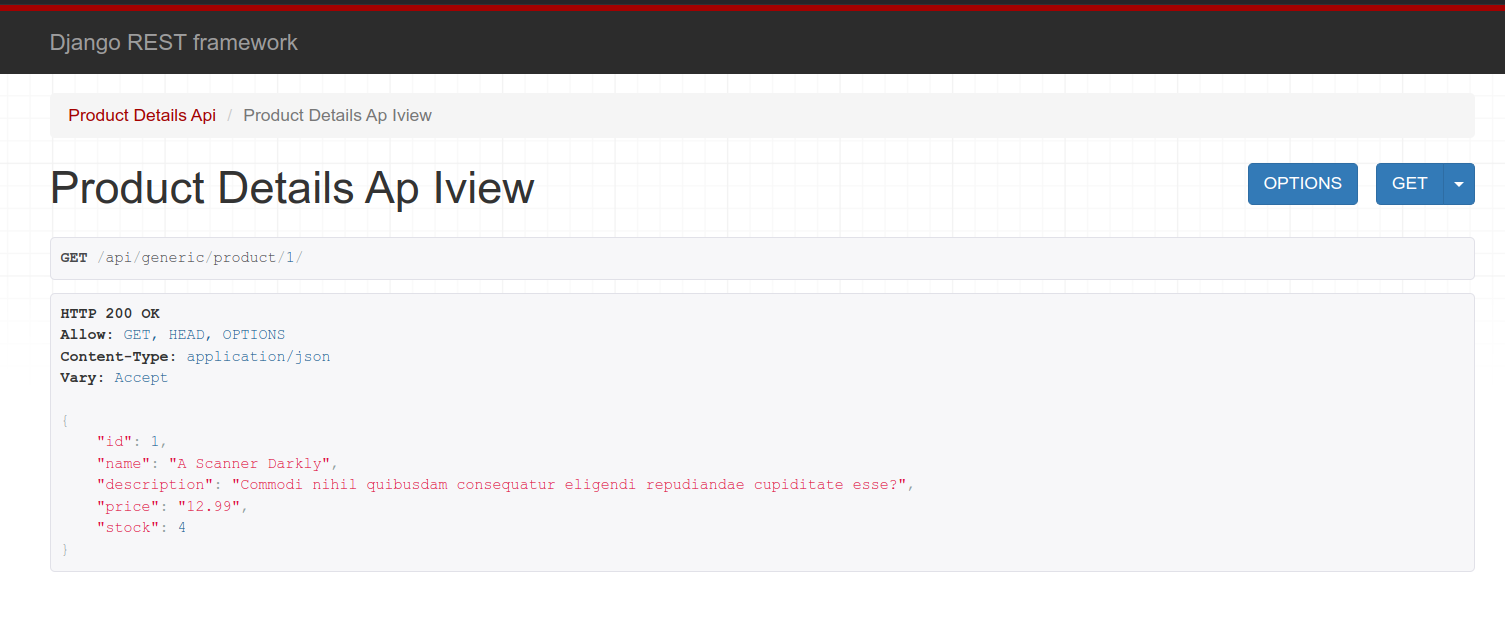 Django REST framework
Product Details Api / Product Details Ap Iview
Product Details Ap Iview
OPTIONS GET
GET /api/generic/product/1/
HTTP 200 OK
Allow: GET, HEAD, OPTIONS
Content-Type: application/json
Vary: Accept
{
    "id": 1,
    "name": "A Scanner Darkly",
    "description": "Commodi nihil quibusdam consequatur eligendi repudiandae cupiditate esse?",
    "price": "12.99",
    "stock": 4
}